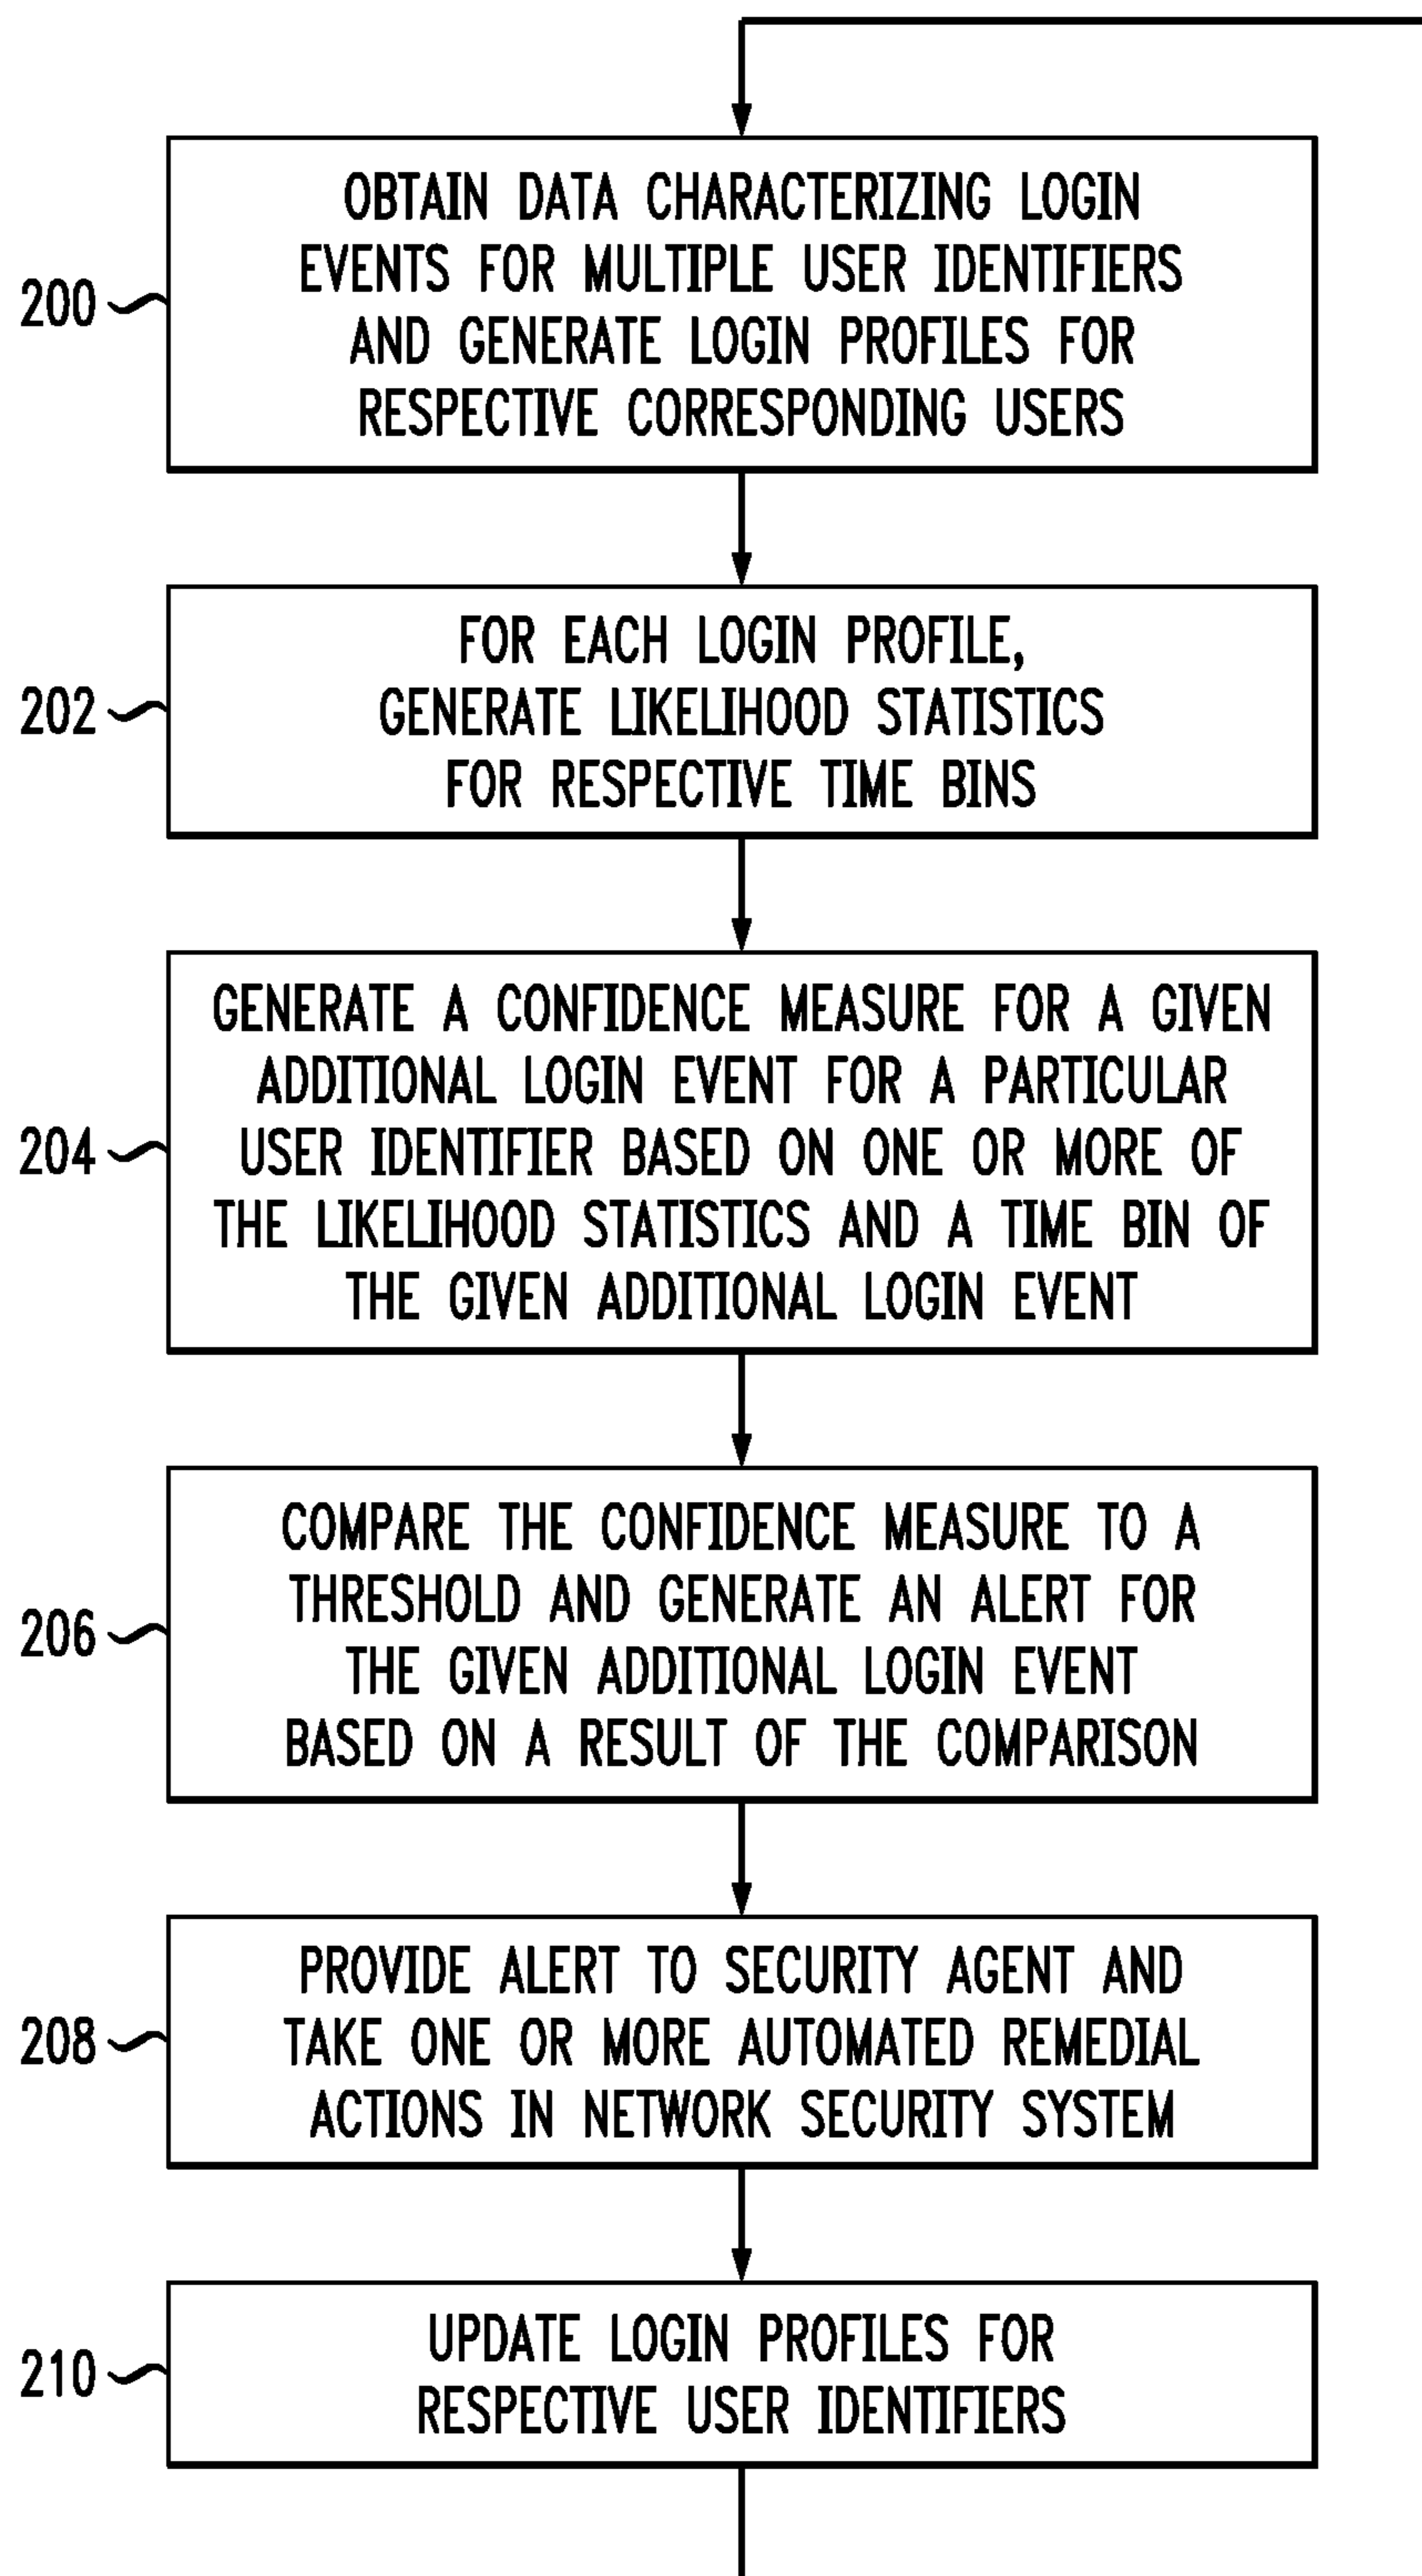 OBTAIN DATA CHARACTERIZING LOGIN
EVENTS FOR MULTIPLE USER IDENTIFIERS
AND GENERATE LOGIN PROFILES FOR
RESPECTIVE CORRESPONDING USERS
200
FOR EACH LOGIN PROFILE,
GENERATE LIKELIHOOD STATISTICS
FOR RESPECTIVE TIME BINS
202
GENERATE A CONFIDENCE MEASURE FOR A GIVEN
ADDITIONAL LOGIN EVENT FOR A PARTICULAR
USER IDENTIFIER BASED ON ONE OR MORE OF
THE LIKELIHOOD STATISTICS AND A TIME BIN OF
THE GIVEN ADDITIONAL LOGIN EVENT
204
COMPARE THE CONFIDENCE MEASURE TO A
THRESHOLD AND GENERATE AN ALERT FOR
THE GIVEN ADDITIONAL LOGIN EVENT
BASED ON A RESULT OF THE COMPARISON
206
PROVIDE ALERT TO SECURITY AGENT AND
TAKE ONE OR MORE AUTOMATED REMEDIAL
ACTIONS IN NETWORK SECURITY SYSTEM
208
UPDATE LOGIN PROFILES FOR
RESPECTIVE USER IDENTIFIERS
210